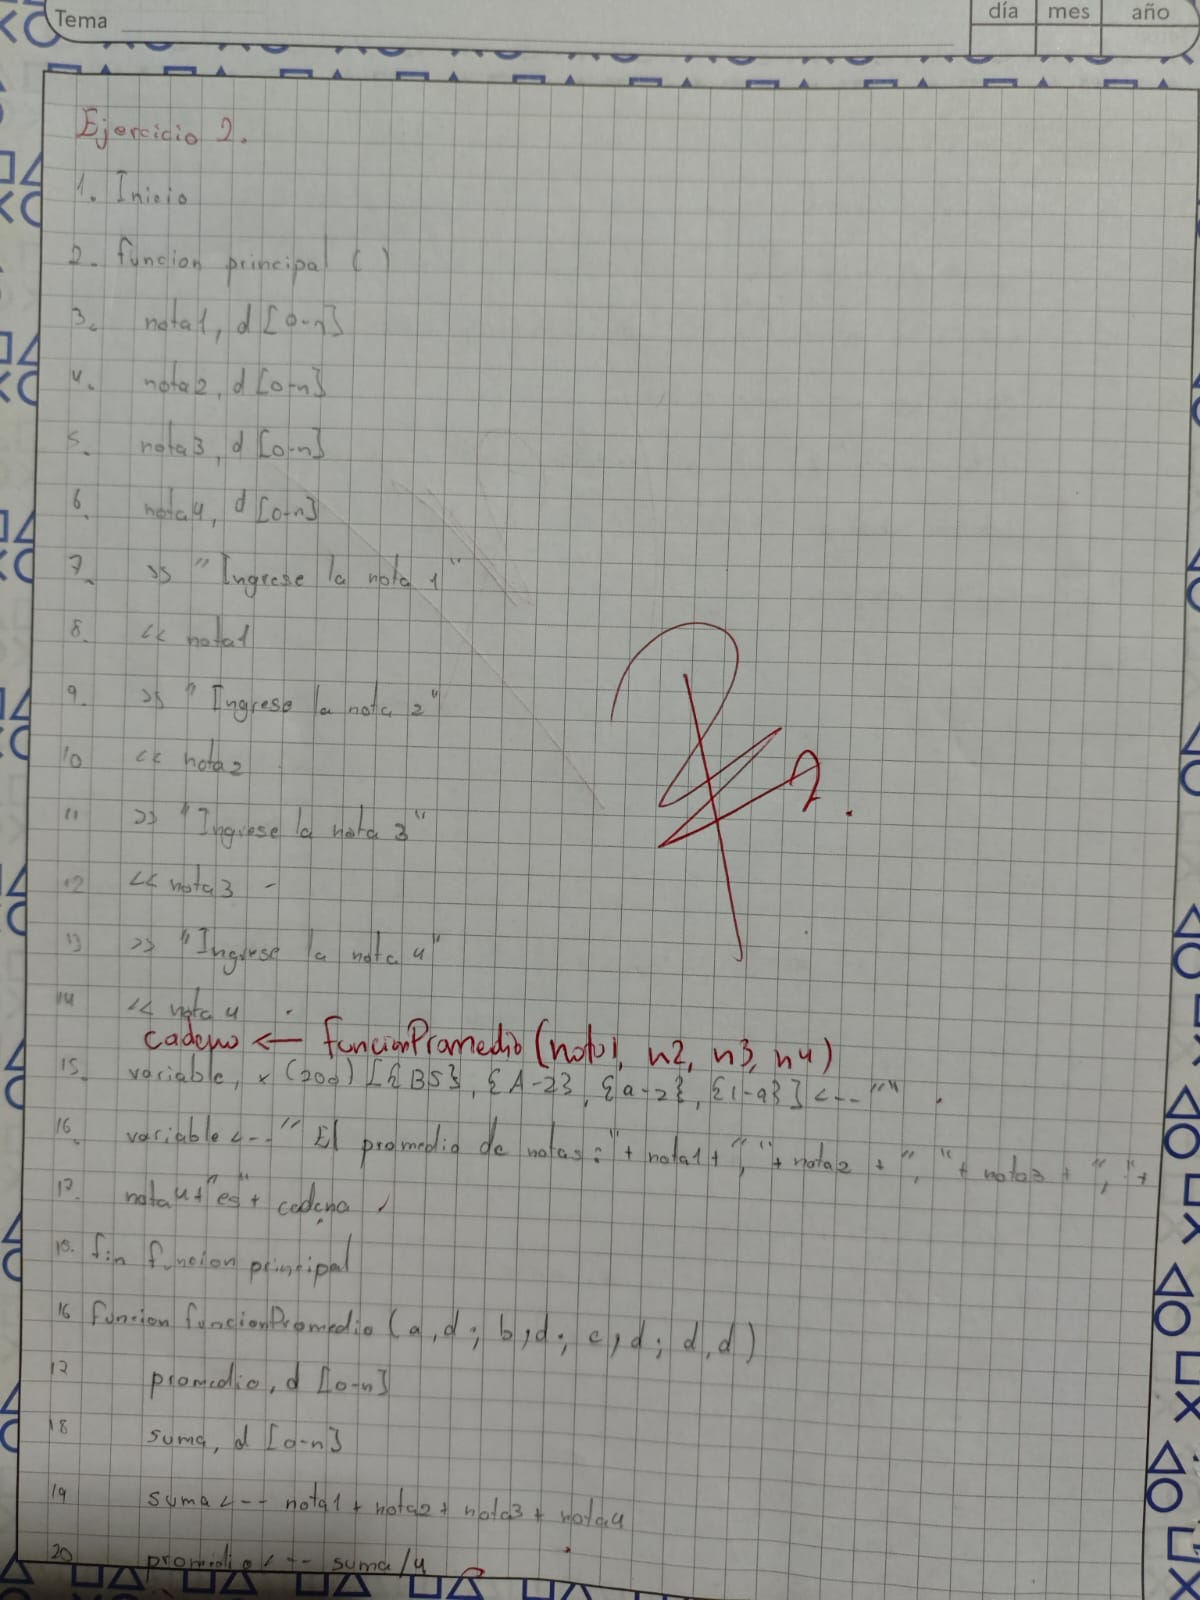 Tema
día mes año
Ejercicio 2.
1. Inicio
2. funcion principal ( )
3. nota1, d [0-n]
4. nota2, d [0-n]
5. nota3, d [0-n]
6. nota4, d [0-n]
7. >> "Ingrese la nota 1"
8. << nota1
9. >> "Ingrese la nota 2"
10 << nota2
11 >> "Ingrese la nota 3"
12 << nota3
13 >> "Ingrese la nota 4"
14 << nota4
cadena <— funcionPromedio (nota1, n2, n3, n4)
15. variable, x (200) [{BS}, {A-Z}, {a-z}, {1-9}] <-- ""
16. variable <-- "El promedio de notas:"+ nota1 + ", "+ nota2 + ", "+ nota3 + ", "+
17. nota4+"es"+ cadena
15. fin funcion principal
16 funcion funcionPromedio (a,d; b,d; c,d; d,d)
17 promedio, d [0-n]
18 suma, d [0-n]
19 suma <-- nota1 + nota2 + nota3 + nota4
20 promedio <-- suma/4